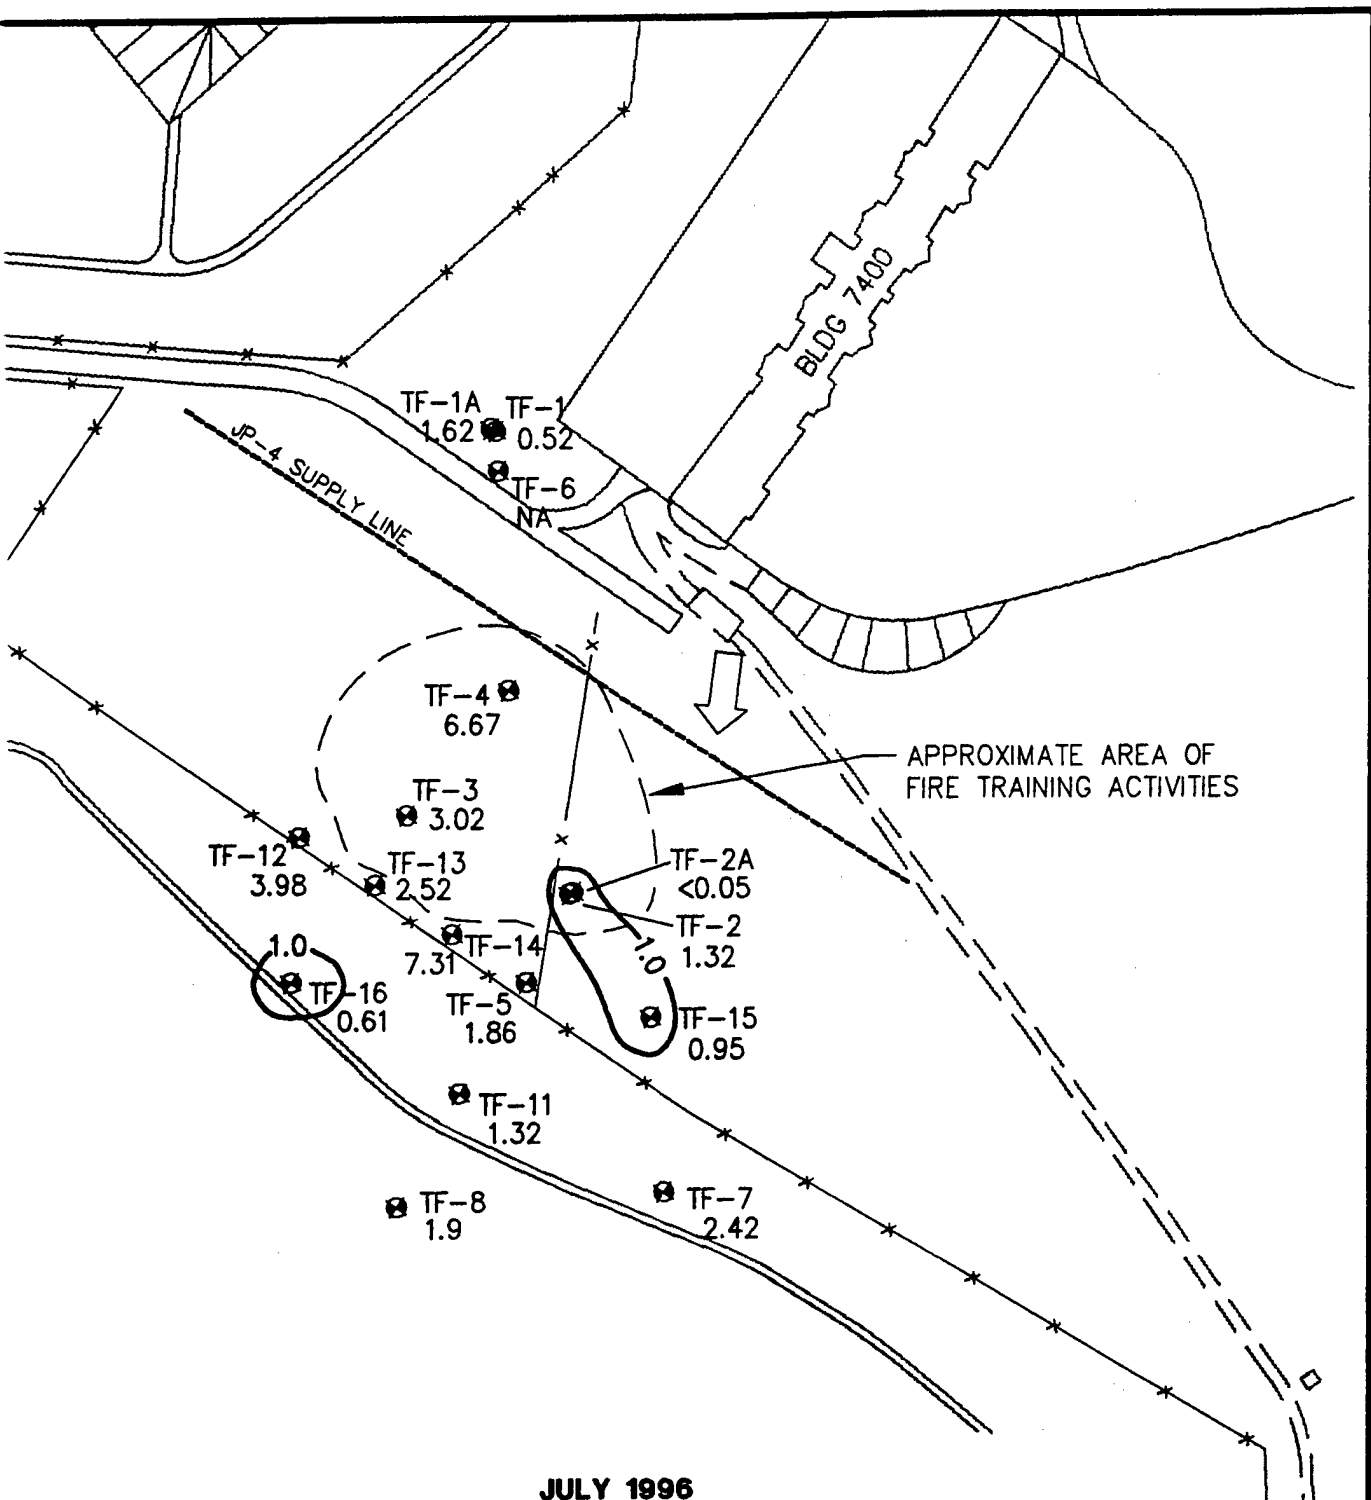 BLDG 7400
TF-1A TF-1
1.62 0.52
TF-6
NA
JP-4 SUPPLY LINE
TF-4
6.67
APPROXIMATE AREA OF
FIRE TRAINING ACTIVITIES
TF-3
3.02
TF-12
3.98
TF-13
2.52
TF-2A
<0.05
TF-2
1.32
TF-14
7.31
1.0
1.0
TF-16
0.61
TF-5
1.86
TF-15
0.95
TF-11
1.32
TF-8
1.9
TF-7
2.42
JULY 1996